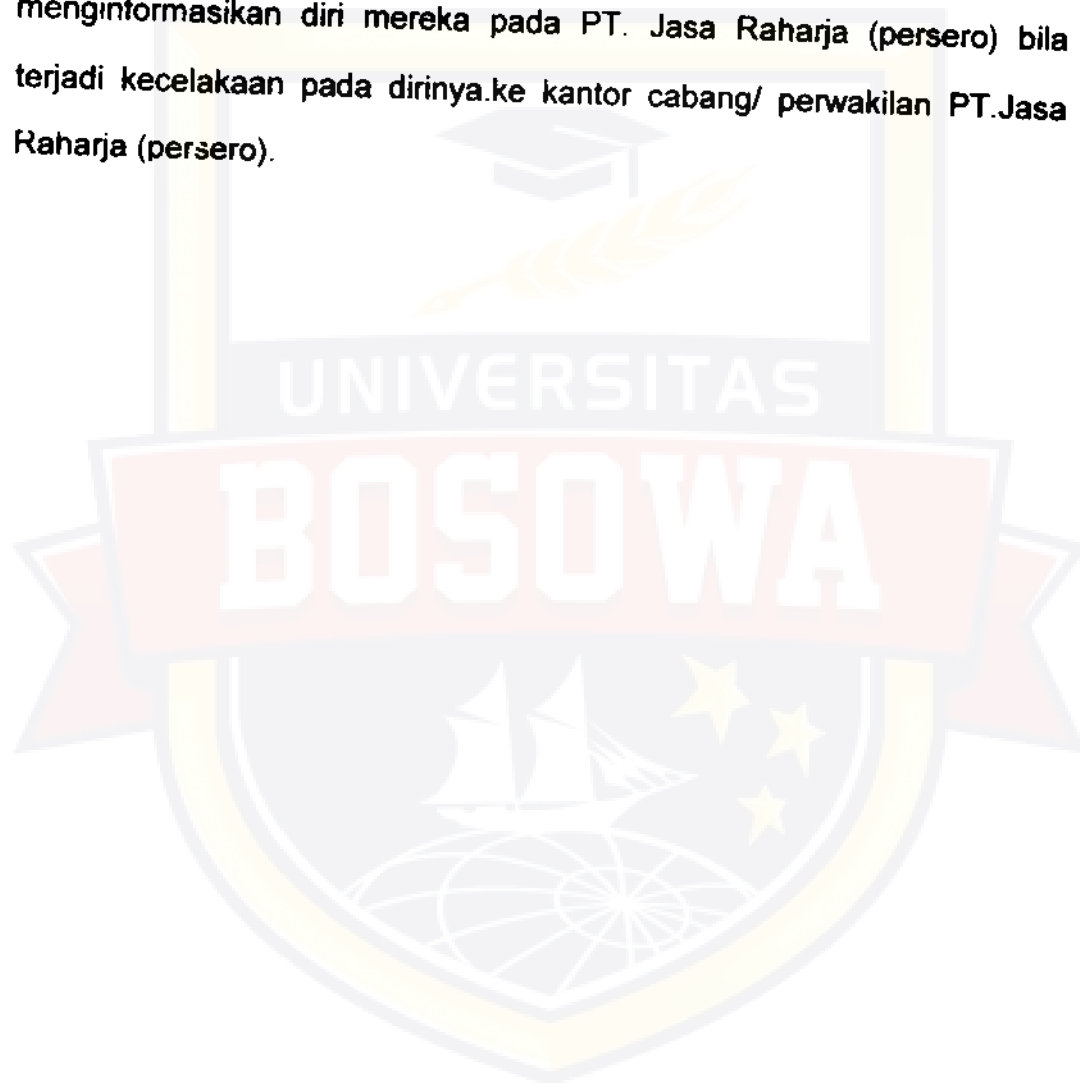 menginformasikan diri mereka pada PT. Jasa Raharja (persero) bila
terjadi kecelakaan pada dirinya.ke kantor cabang/ perwakilan PT.Jasa
Raharja (persero).
UNIVERSITAS
BOSOWA